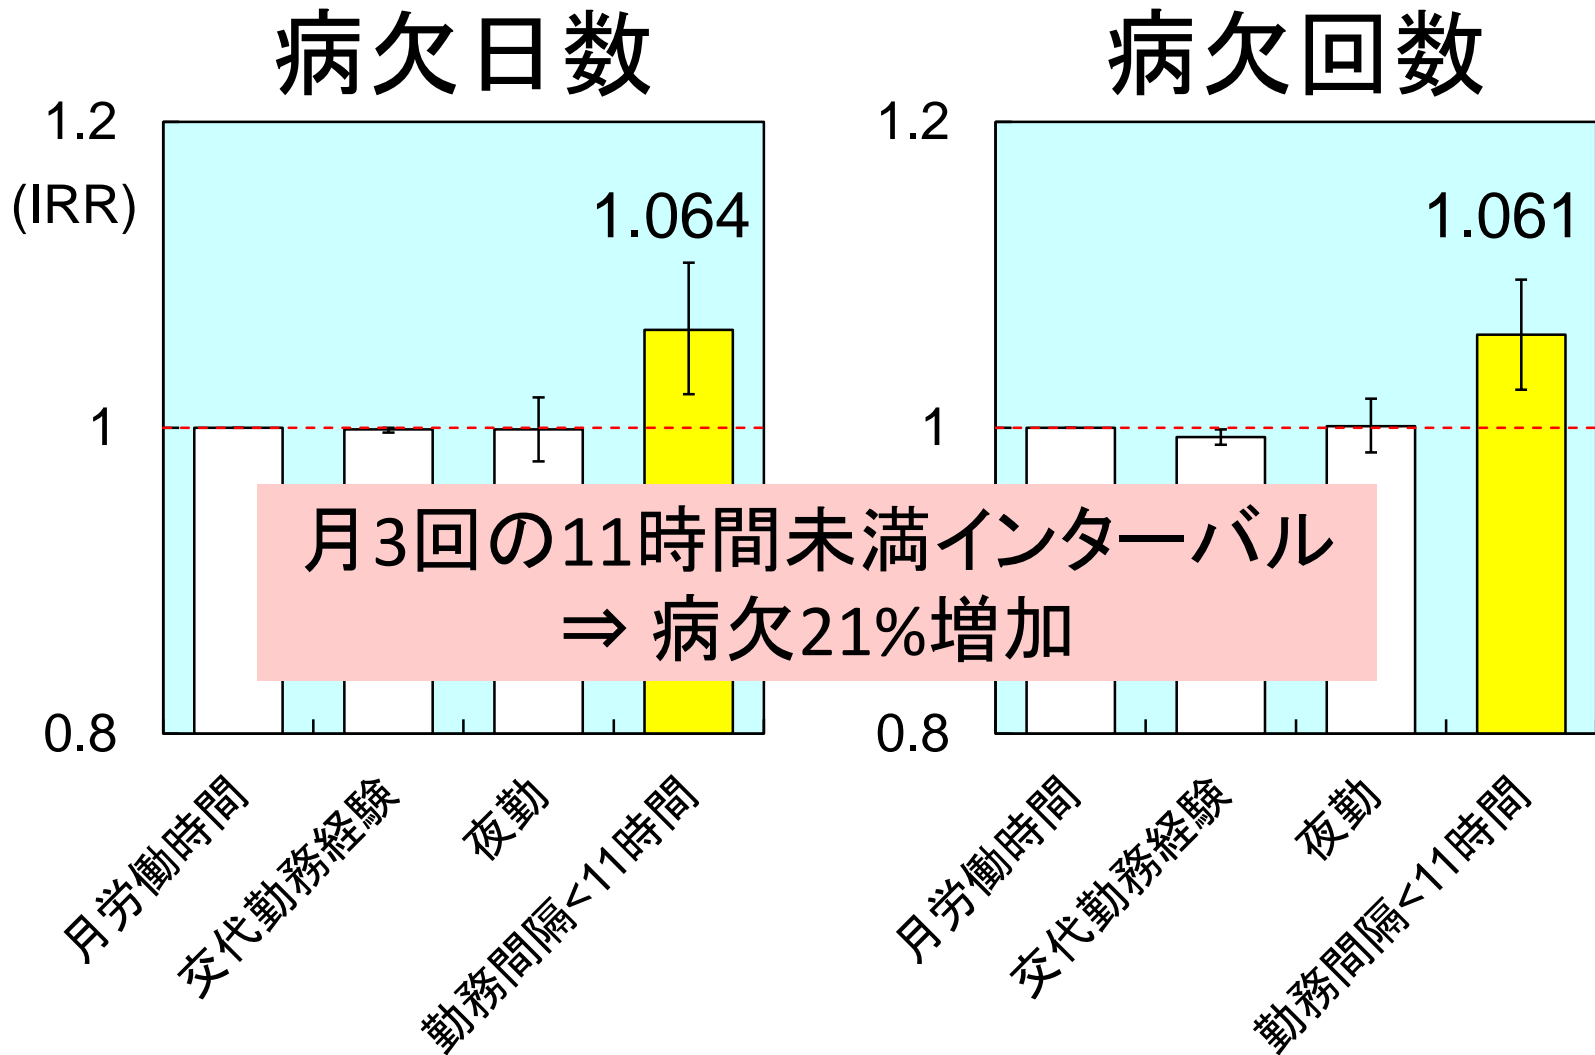 病欠日数
1.2
(IRR)
1.064
1
0.8
月労働時間
交代勤務経験
夜勤
勤務間隔<11時間
病欠回数
1.2
1.061
1
0.8
月労働時間
交代勤務経験
夜勤
勤務間隔<11時間
月3回の11時間未満インターバル
⇒ 病欠21%増加